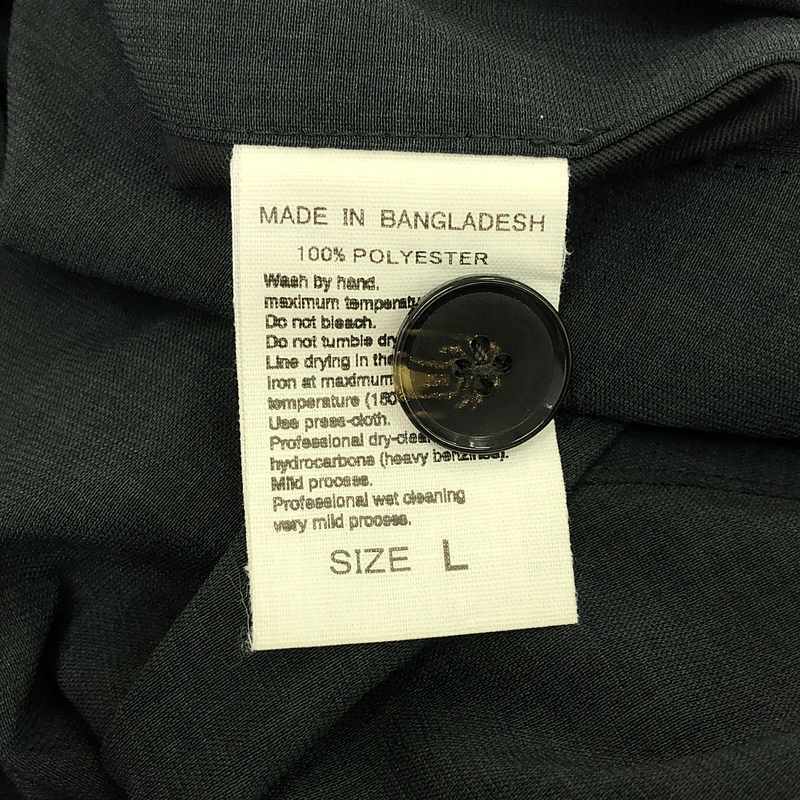 MADE IN BANGLADESH
100% POLYESTER
Wash by hand.
maximum
Do not bleach.
Do not tumble
Line drying in the
Iron at maximum
temperature
Use press-cloth.
Professional
hydrocarbons (heavy
Mild process.
Professional wet cleaning
very mild process.
SIZE L